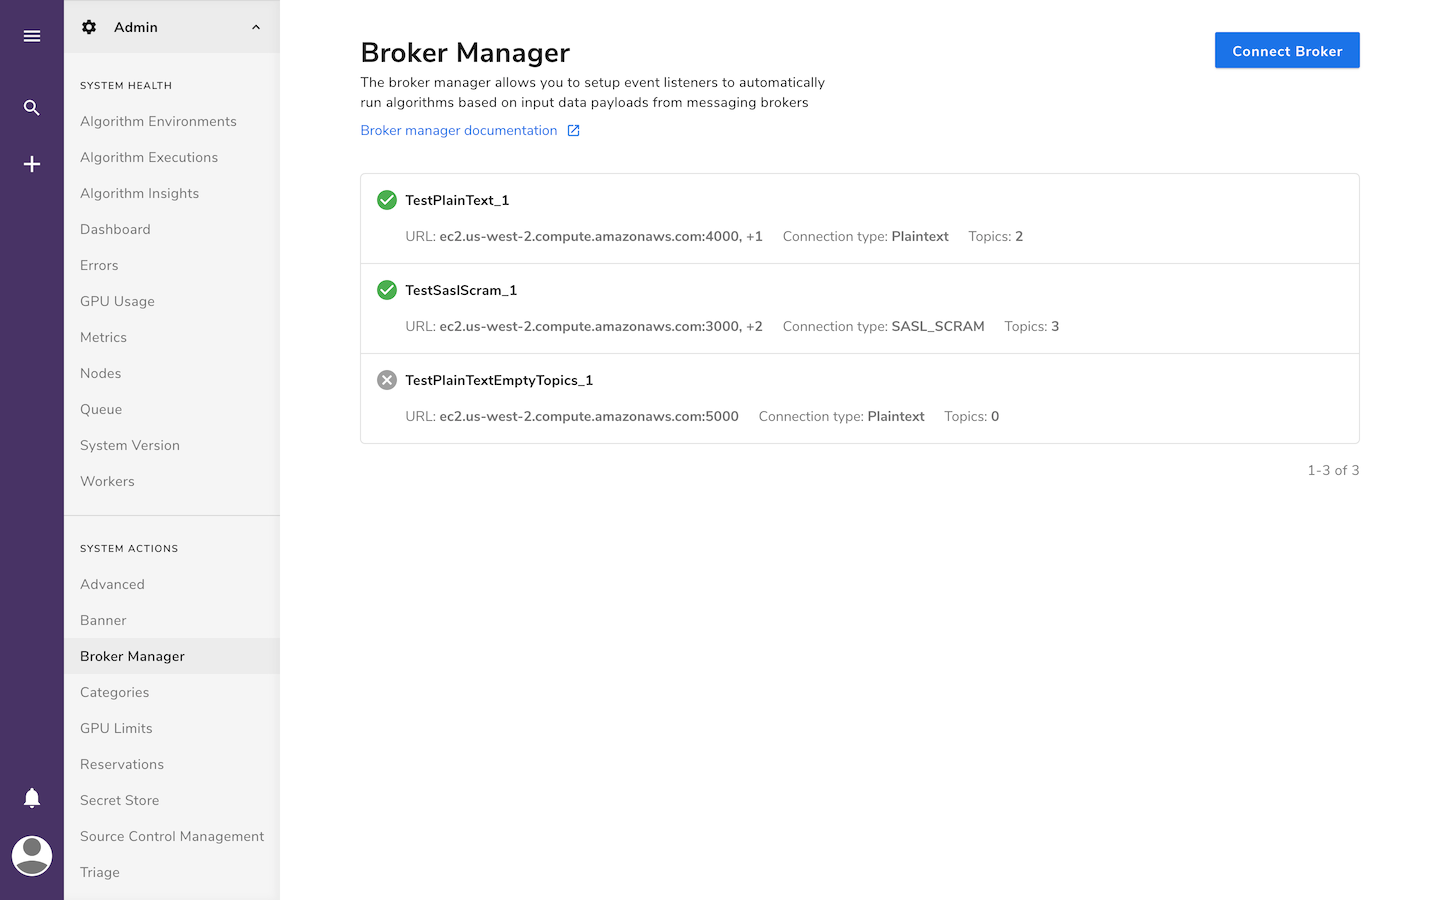 Admin
SYSTEM HEALTH
Algorithm Environments
Algorithm Executions
Algorithm Insights
Dashboard
Errors
GPU Usage
Metrics
Nodes
Queue
System Version
Workers
SYSTEM ACTIONS
Advanced
Banner
Broker Manager
Categories
GPU Limits
Reservations
Secret Store
Source Control Management
Triage
Broker Manager
Connect Broker
The broker manager allows you to setup event listeners to automatically
run algorithms based on input data payloads from messaging brokers
Broker manager documentation
TestPlainText_1
URL: ec2.us-west-2.compute.amazonaws.com:4000, +1 Connection type: Plaintext Topics: 2
TestSaslScram_1
URL: ec2.us-west-2.compute.amazonaws.com:3000, +2 Connection type: SASL_SCRAM Topics: 3
TestPlainTextEmptyTopics_1
URL: ec2.us-west-2.compute.amazonaws.com:5000 Connection type: Plaintext Topics: 0
1-3 of 3